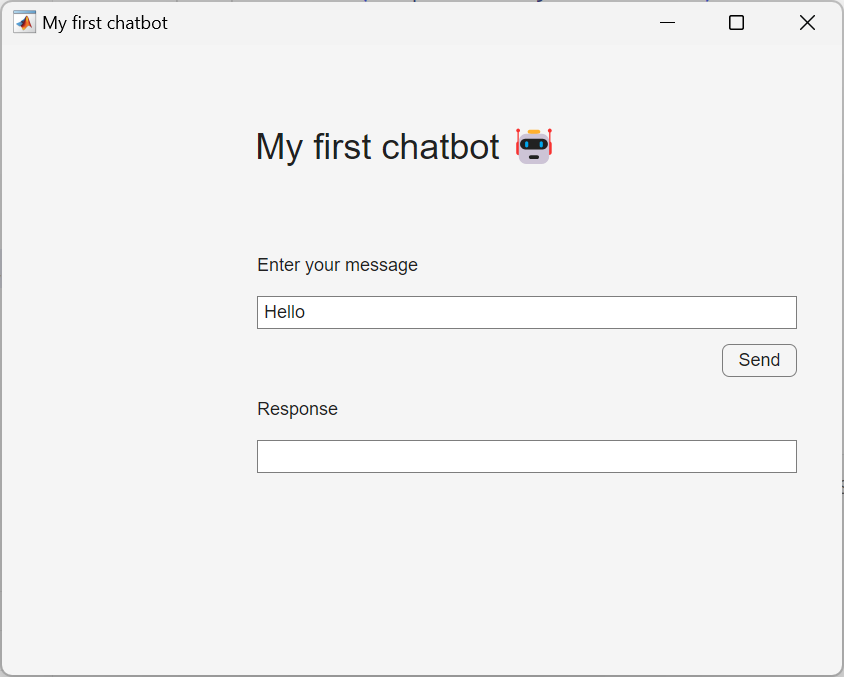 My first chatbot
My first chatbot 🤖
Enter your message
Hello
Send
Response